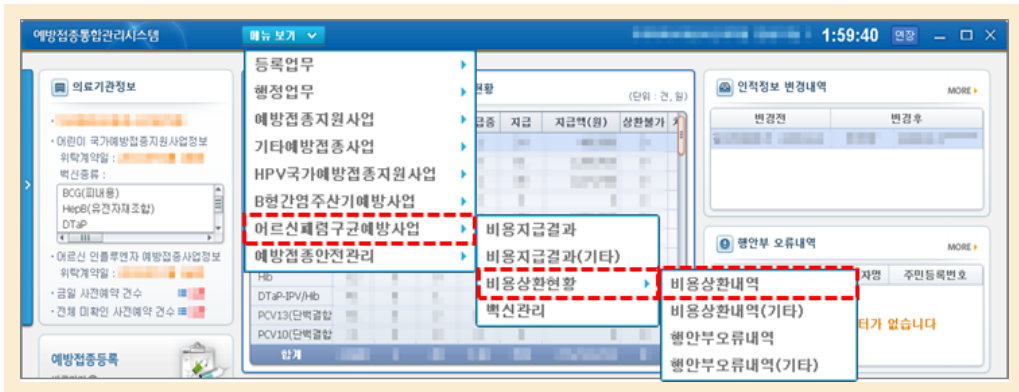 예방접종통합관리시스템
메뉴 보기
1:59:40 연장
의료기관정보
• 어린이 국가예방접종지원사업정보
위탁계약일 :
백신종류 :
BCG(피내용)
HepB(유전자재조합)
DTaP
• 어르신 인플루엔자 예방접종사업정보
위탁계약일 :
• 금일 사전예약 건수
• 전체 미확인 사전예약 건수
예방접종등록
등록업무
행정업무
예방접종지원사업
기타예방접종사업
HPV국가예방접종지원사업
B형간염주산기예방사업
어르신폐렴구균예방사업
예방접종안전관리
비용지급결과
비용지급결과(기타)
비용상환현황
백신관리
비용상환내역
비용상환내역(기타)
행안부오류내역
행안부오류내역(기타)
현황
(단위 : 건, 원)
급증 지급 지급액(원) 상환불가
Hib
DTaP-IPV/Hib
PCV13(단백결합
PCV10(단백결합
합계
인적정보 변경내역 MORE
변경전 변경후
행안부 오류내역 MORE
자명 주민등록번호
터가 없습니다